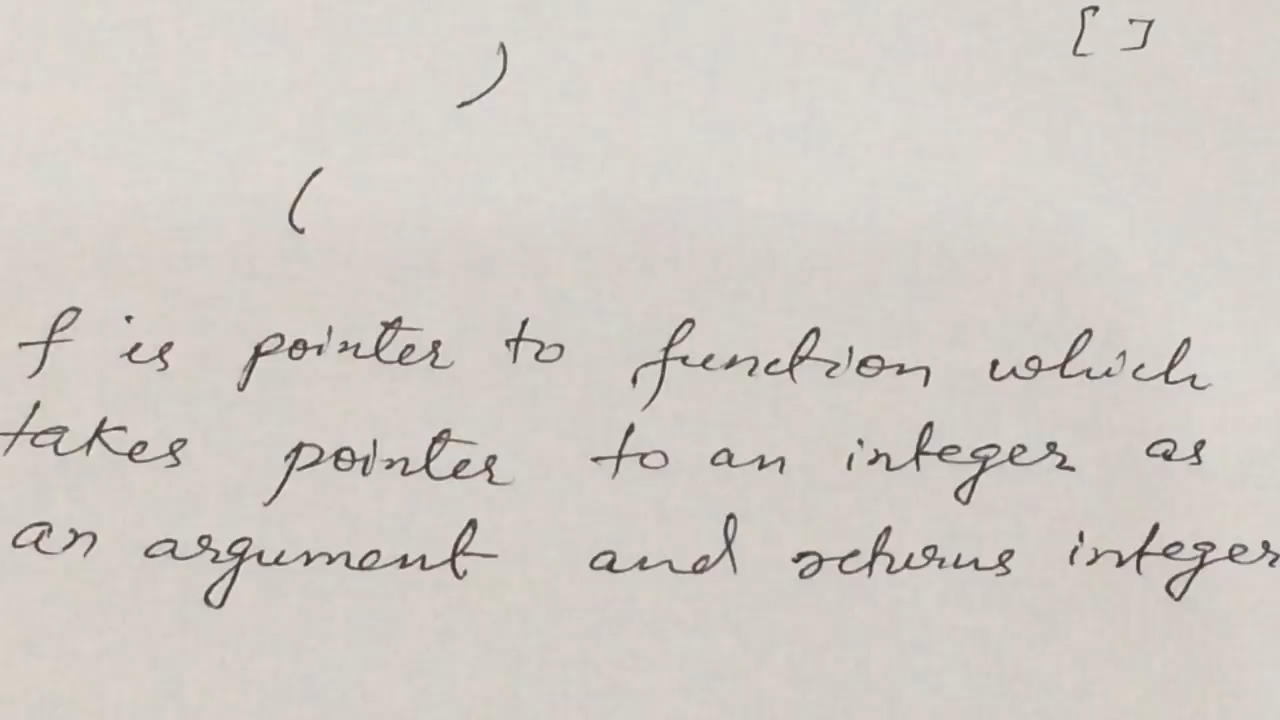 [ ]
)
(
f is pointer to function which
takes pointer to an integer as
an argument and returns integer